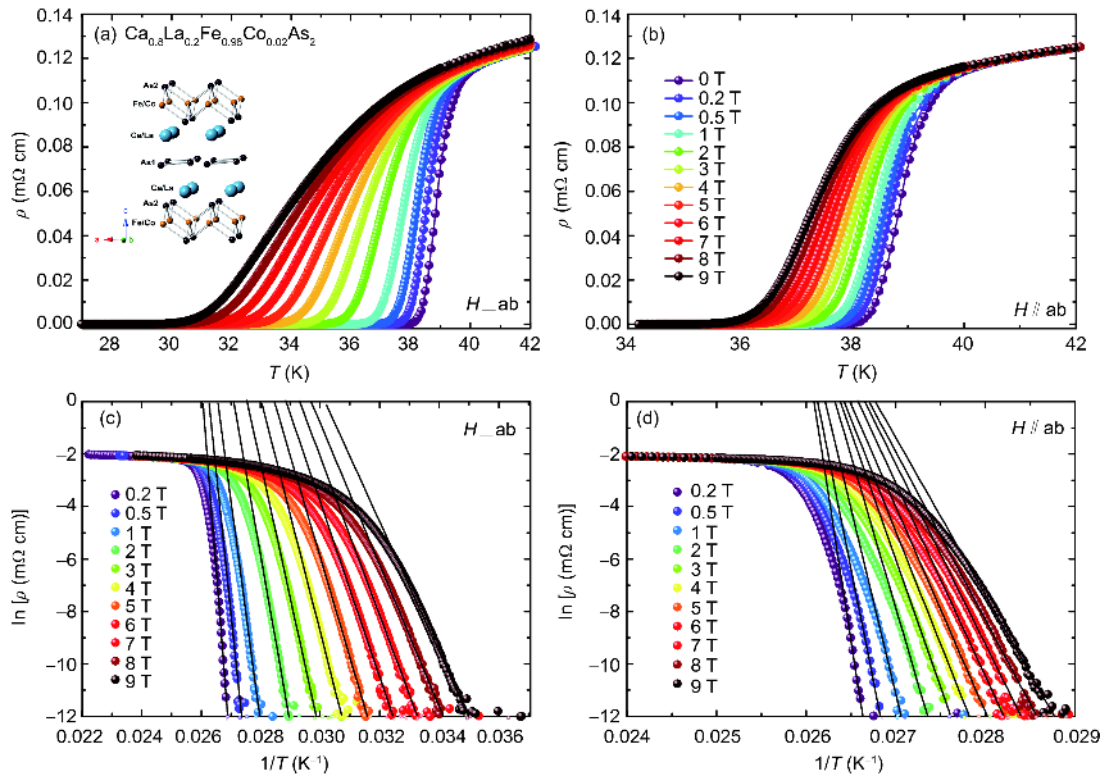 (a) Ca0.8La0.2Fe0.98Co0.02As2
As2
Fe/Co
Ca/La
As1
Ca/La
As2
Fe/Co
c
a
b
H_ab
0.14
0.12
0.10
0.08
0.06
0.04
0.02
0.00
ρ (mΩ cm)
28
30
32
34
36
38
40
42
T (K)
(b)
0 T
0.2 T
0.5 T
1 T
2 T
3 T
4 T
5 T
6 T
7 T
8 T
9 T
H // ab
0.14
0.12
0.10
0.08
0.06
0.04
0.02
0.00
ρ (mΩ cm)
34
36
38
40
42
T (K)
(c)
H_ab
0.2 T
0.5 T
1 T
2 T
3 T
4 T
5 T
6 T
7 T
8 T
9 T
0
−2
−4
−6
−8
−10
−12
ln [ρ (mΩ cm)]
0.022
0.024
0.026
0.028
0.030
0.032
0.034
0.036
1/T (K⁻¹)
(d)
H // ab
0.2 T
0.5 T
1 T
2 T
3 T
4 T
5 T
6 T
7 T
8 T
9 T
0
−2
−4
−6
−8
−10
−12
ln [ρ (mΩ cm)]
0.024
0.025
0.026
0.027
0.028
0.029
1/T (K⁻¹)